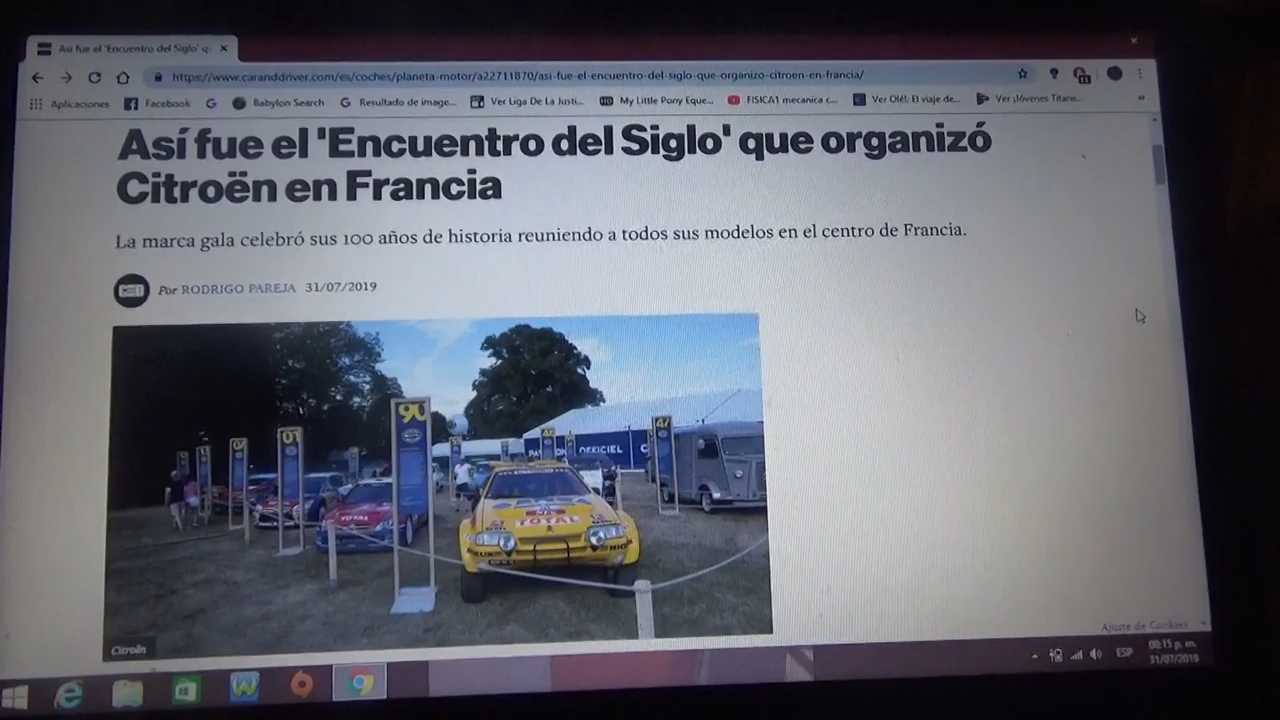 Así fue el 'Encuentro del Siglo' q
https://www.caranddriver.com/es/coches/planeta-motor/a22711870/asi-fue-el-encuentro-del-siglo-que-organizo-citroen-en-francia/
Aplicaciones Facebook Babylon Search Resultado de image... Ver Liga De La Justi... My Little Pony Eque... FISICA1 mecanica c... Ver Olé!: El viaje de... Ver ¡Jóvenes Titane...
Así fue el 'Encuentro del Siglo' que organizó
Citroën en Francia
La marca gala celebró sus 100 años de historia reuniendo a todos sus modelos en el centro de Francia.
Por RODRIGO PAREJA 31/07/2019
90
07
01
47
OFFICIEL
TOTAL
TOTAL
Citroën
Ajuste de Cookies
ESP
08:15 p. m.
31/07/2019